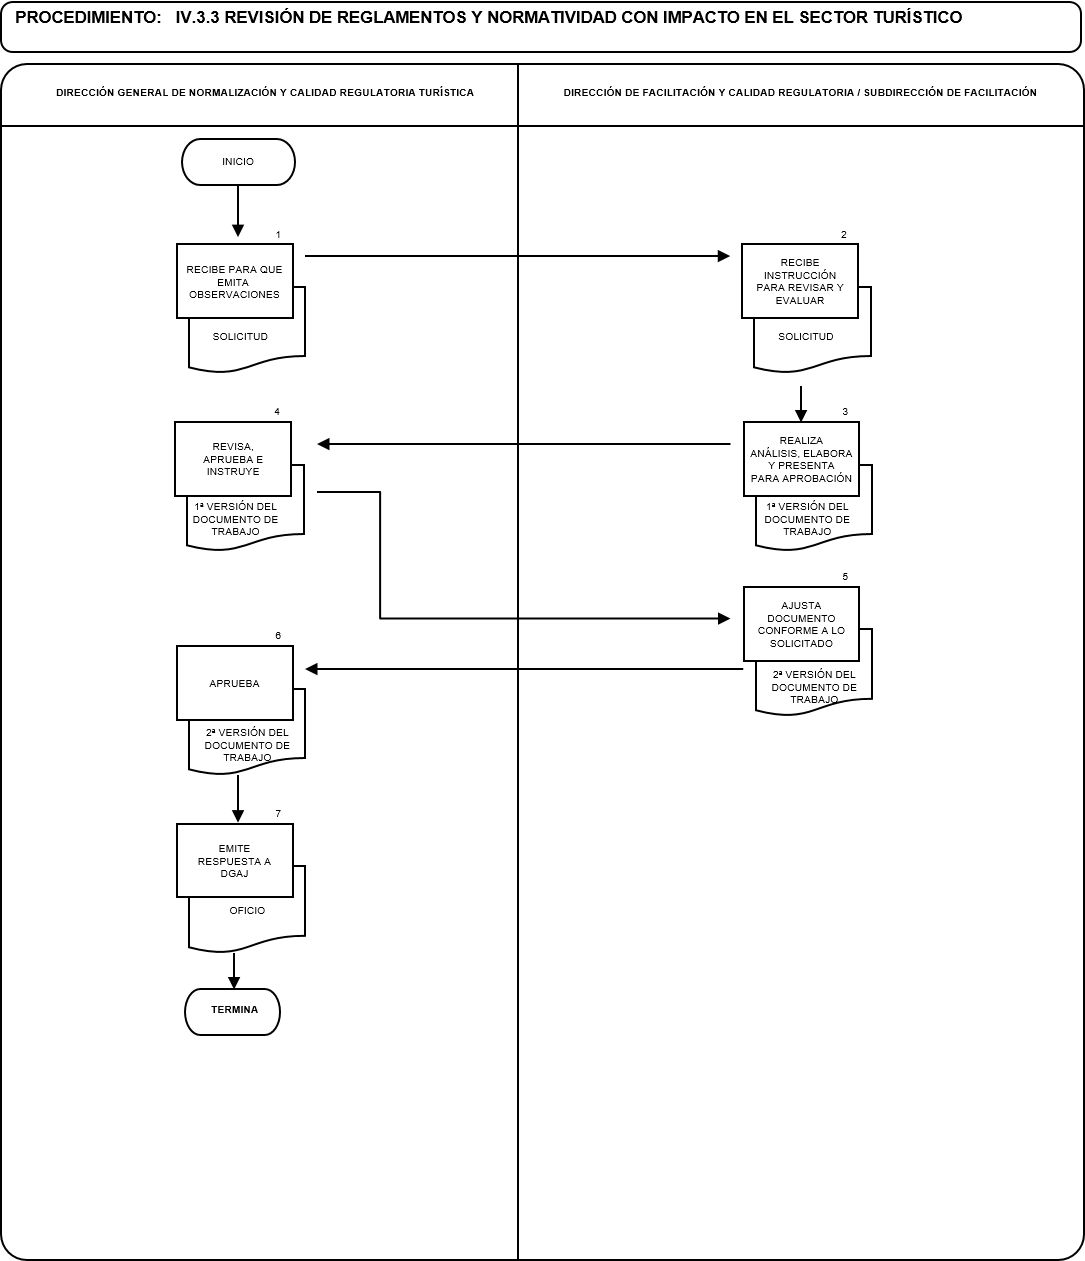 PROCEDIMIENTO: IV.3.3 REVISIÓN DE REGLAMENTOS Y NORMATIVIDAD CON IMPACTO EN EL SECTOR TURÍSTICO
DIRECCIÓN GENERAL DE NORMALIZACIÓN Y CALIDAD REGULATORIA TURÍSTICA
DIRECCIÓN DE FACILITACIÓN Y CALIDAD REGULATORIA / SUBDIRECCIÓN DE FACILITACIÓN
INICIO
1
RECIBE PARA QUE
EMITA
OBSERVACIONES
SOLICITUD
2
RECIBE
INSTRUCCIÓN
PARA REVISAR Y
EVALUAR
SOLICITUD
3
REALIZA
ANÁLISIS, ELABORA
Y PRESENTA
PARA APROBACIÓN
1ª VERSIÓN DEL
DOCUMENTO DE
TRABAJO
4
REVISA,
APRUEBA E
INSTRUYE
1ª VERSIÓN DEL
DOCUMENTO DE
TRABAJO
5
AJUSTA
DOCUMENTO
CONFORME A LO
SOLICITADO
2ª VERSIÓN DEL
DOCUMENTO DE
TRABAJO
6
APRUEBA
2ª VERSIÓN DEL
DOCUMENTO DE
TRABAJO
7
EMITE
RESPUESTA A
DGAJ
OFICIO
TERMINA